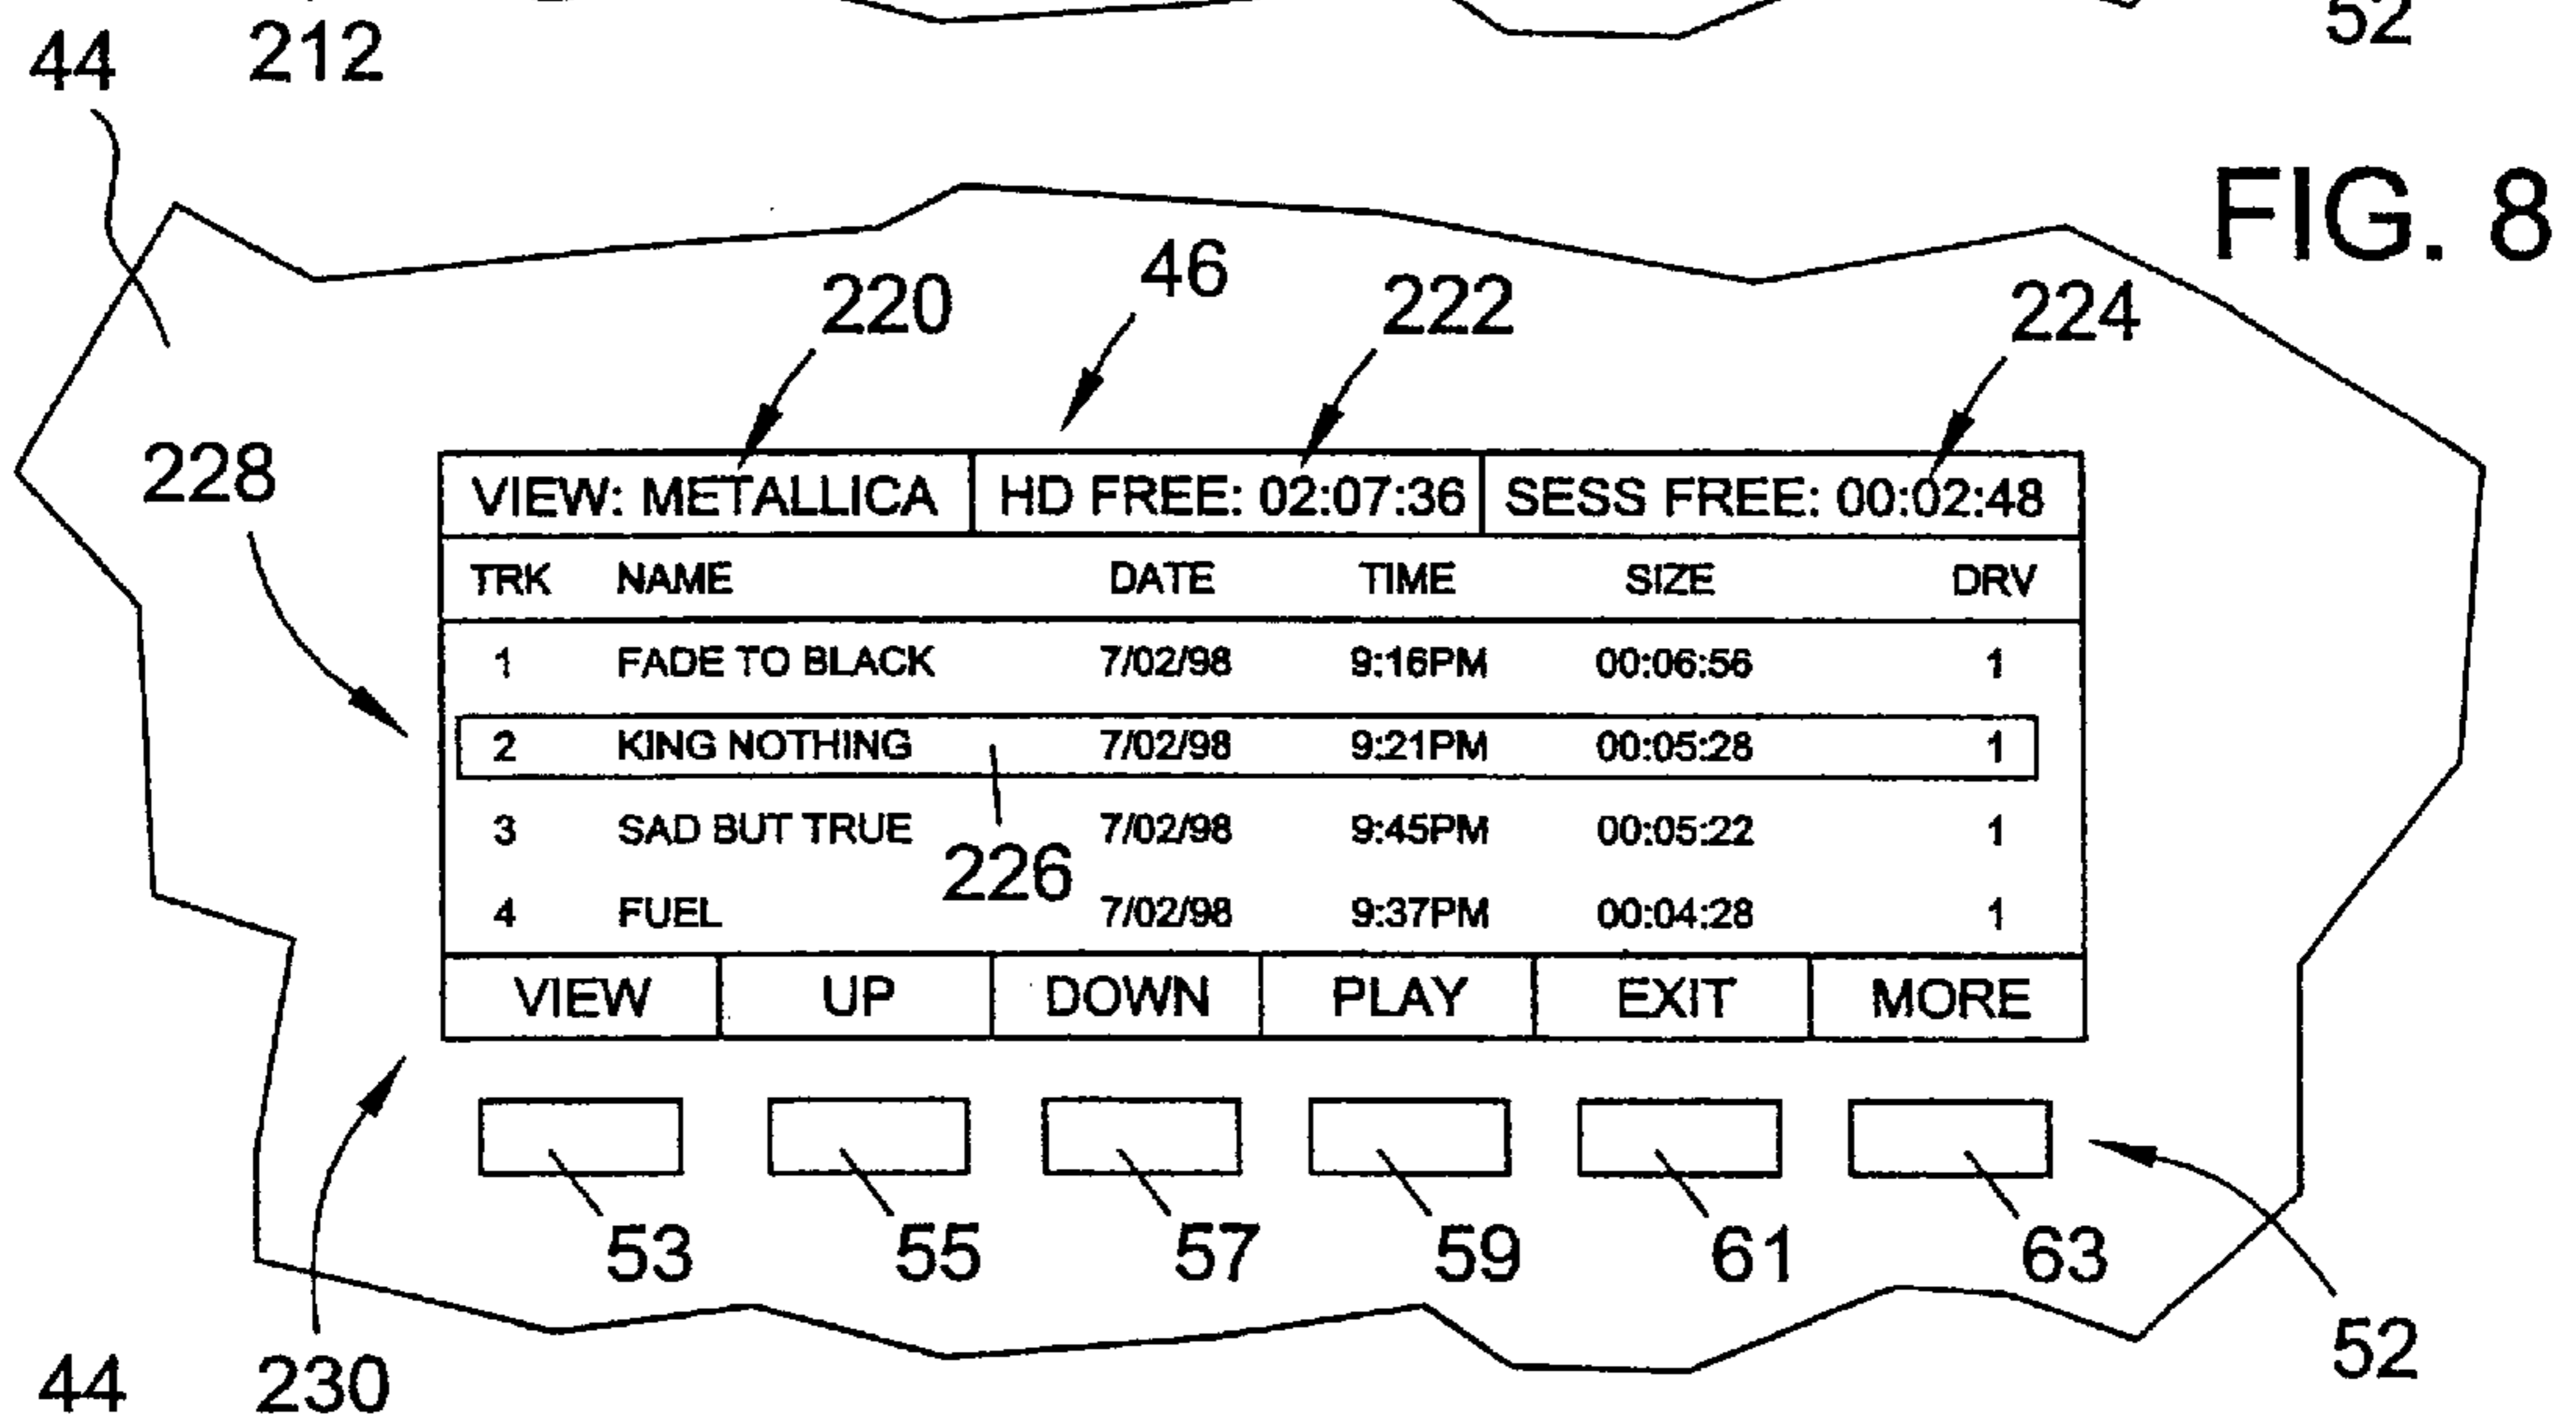 212
52
44
FIG. 8
220
46
222
224
228
VIEW: METALLICA HD FREE: 02:07:36 SESS FREE: 00:02:48
TRK NAME DATE TIME SIZE DRV
1 FADE TO BLACK 7/02/98 9:16PM 00:06:56 1
2 KING NOTHING 7/02/98 9:21PM 00:05:28 1
3 SAD BUT TRUE 7/02/98 9:45PM 00:05:22 1
226
4 FUEL 7/02/98 9:37PM 00:04:28 1
VIEW UP DOWN PLAY EXIT MORE
53 55 57 59 61 63
52
44 230